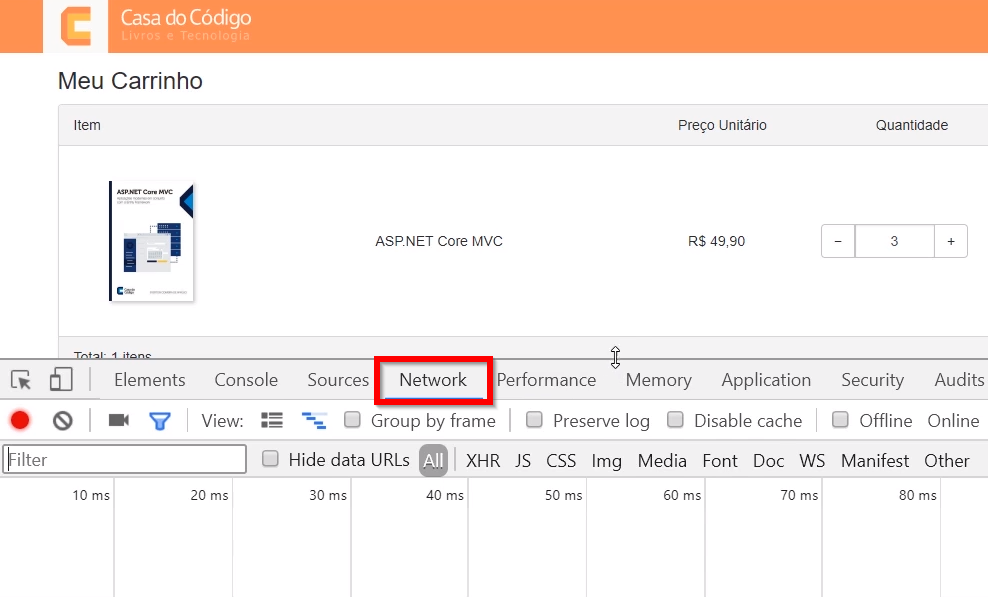 Casa do Código
Livros e Tecnologia
Meu Carrinho
Item Preço Unitário Quantidade
ASP.NET Core MVC
ASP.NET Core MVC R$ 49,90 - 3 +
Casa do
Código
Total: 1 itens
Elements Console Sources Network Performance Memory Application Security Audits
View: Group by frame Preserve log Disable cache Offline Online
Filter Hide data URLs All XHR JS CSS Img Media Font Doc WS Manifest Other
10 ms 20 ms 30 ms 40 ms 50 ms 60 ms 70 ms 80 ms